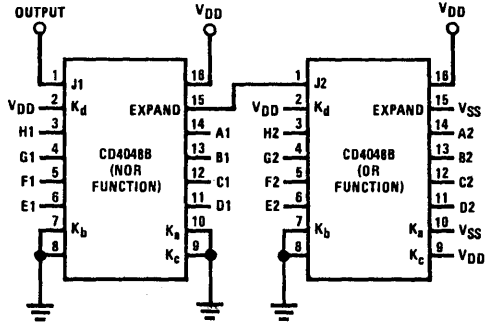 OUTPUT VDD VDD
1 J1 16 1 J2 16
VDD 2 Kd EXPAND 15 VDD 2 Kd EXPAND 15 VSS
H1 3 14 A1 H2 3 14 A2
G1 4 CD4048B 13 B1 G2 4 CD4048B 13 B2
F1 5 (NOR FUNCTION) 12 C1 F2 5 (OR FUNCTION) 12 C2
E1 6 11 D1 E2 6 11 D2
7 Kb Ka 10 7 Kb Ka 10 VSS
8 Kc 9 8 Kc 9 VDD